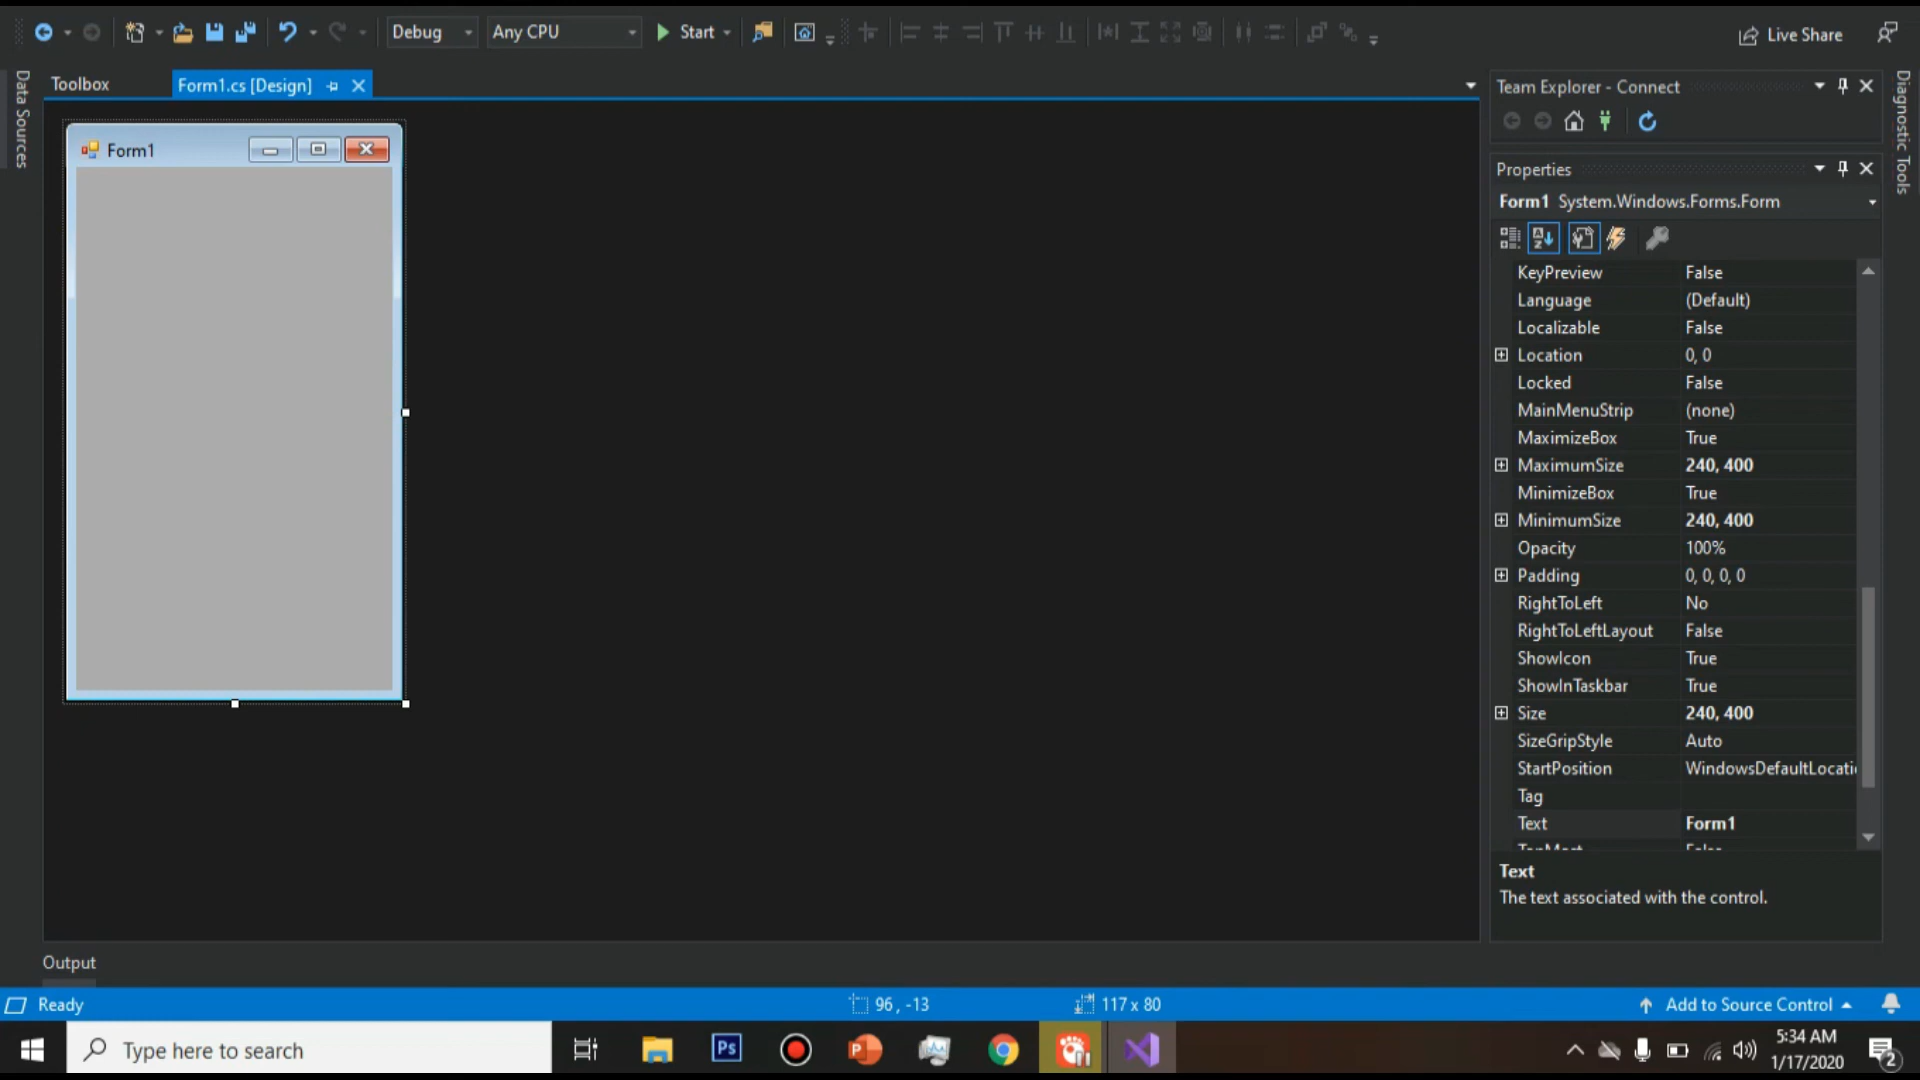 Debug
Any CPU
Start
Live Share
Data Sources
Toolbox
Form1.cs [Design]
Form1
Team Explorer - Connect
Diagnostic Tools
Properties
Form1 System.Windows.Forms.Form
KeyPreview False
Language (Default)
Localizable False
Location 0, 0
Locked False
MainMenuStrip (none)
MaximizeBox True
MaximumSize 240, 400
MinimizeBox True
MinimumSize 240, 400
Opacity 100%
Padding 0, 0, 0, 0
RightToLeft No
RightToLeftLayout False
ShowIcon True
ShowInTaskbar True
Size 240, 400
SizeGripStyle Auto
StartPosition WindowsDefaultLocati
Tag
Text Form1
Text
The text associated with the control.
Output
Ready
96 , -13
117 x 80
Add to Source Control
Type here to search
Ps
P
5:34 AM
1/17/2020
2